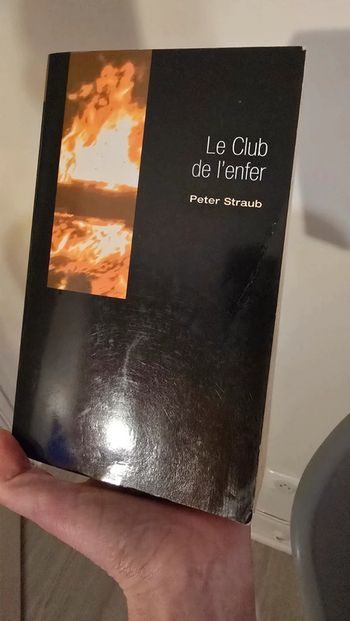 Le Club
de l'enfer
Peter Straub